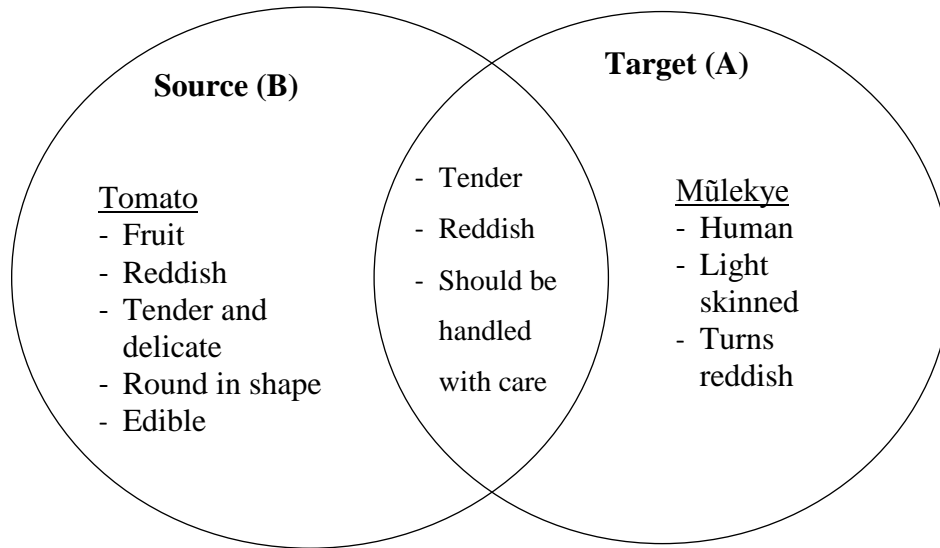 Source (B)
Target (A)
Tomato
- Fruit
- Reddish
- Tender and
delicate
- Round in shape
- Edible
- Tender
- Reddish
- Should be
handled
with care
Mũlekye
- Human
- Light
skinned
- Turns
reddish